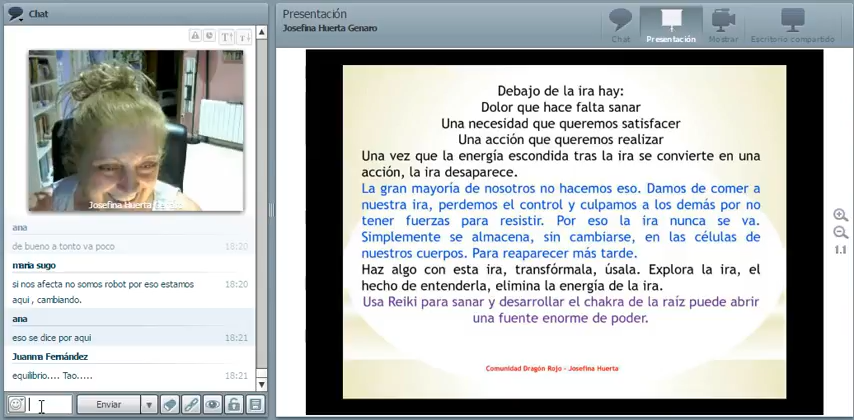 Chat
T↑
T↓
Josefina Huerta
ana
de bueno a tonto va poco 18:20
maria sugo
si nos afecta no somos robot por eso estamos 18:20
aqui , cambiando.
ana
eso se dice por aqui 18:21
Juanma Fernández
equilibrio.... Tao..... 18:21
Enviar
Presentación
Josefina Huerta Genaro
Chat
Presentación
Mostrar
Escritorio compartido
Debajo de la ira hay:
Dolor que hace falta sanar
Una necesidad que queremos satisfacer
Una acción que queremos realizar
Una vez que la energía escondida tras la ira se convierte en una
acción, la ira desaparece.
La gran mayoría de nosotros no hacemos eso. Damos de comer a
nuestra ira, perdemos el control y culpamos a los demás por no
tener fuerzas para resistir. Por eso la ira nunca se va.
Simplemente se almacena, sin cambiarse, en las células de
nuestros cuerpos. Para reaparecer más tarde.
Haz algo con esta ira, transfórmala, úsala. Explora la ira, el
hecho de entenderla, elimina la energía de la ira.
Usa Reiki para sanar y desarrollar el chakra de la raíz puede abrir
una fuente enorme de poder.
Comunidad Dragón Rojo - Josefina Huerta
1.1